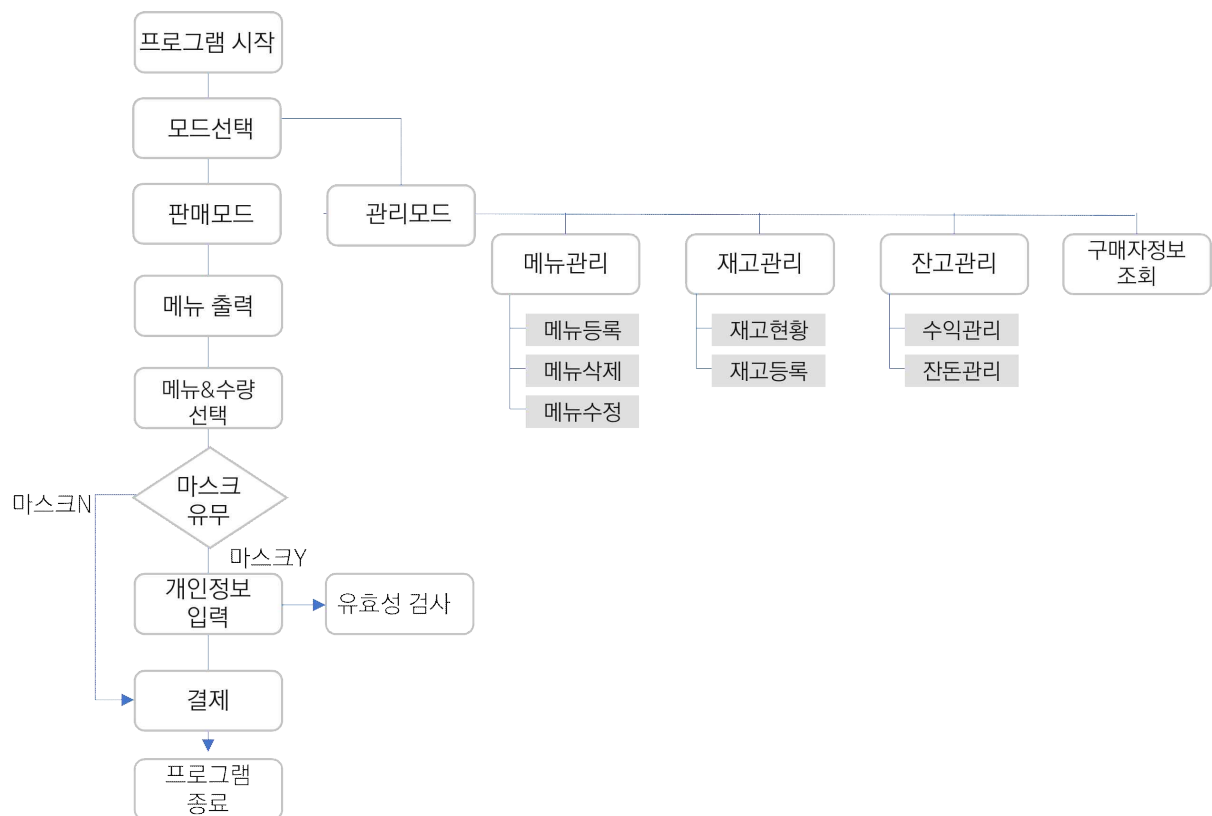 프로그램 시작
모드선택
판매모드
관리모드
메뉴관리
재고관리
잔고관리
구매자정보
조회
메뉴 출력
메뉴등록
재고현황
수익관리
메뉴삭제
재고등록
잔돈관리
메뉴&수량
선택
메뉴수정
마스크
유무
마스크N
마스크Y
개인정보
입력
유효성 검사
결제
프로그램
종료